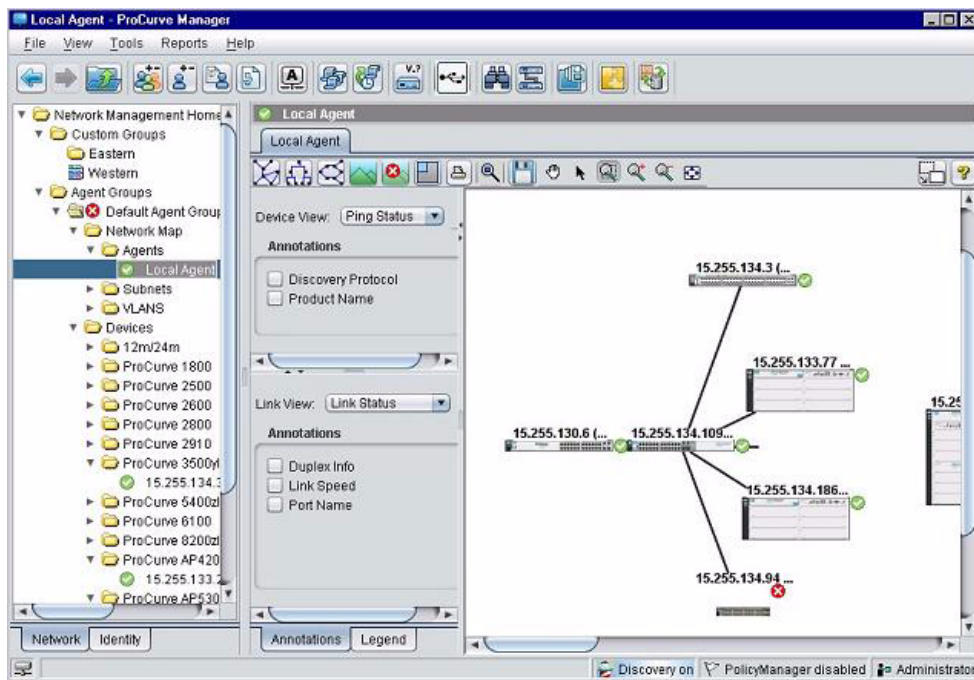 Local Agent - ProCurve Manager
File View Tools Reports Help
Network Management Home
Custom Groups
Eastern
Western
Agent Groups
Default Agent Group
Network Map
Agents
Local Agent
Subnets
VLANS
Devices
12m/24m
ProCurve 1800
ProCurve 2500
ProCurve 2600
ProCurve 2800
ProCurve 2910
ProCurve 3500yl
15.255.134.3
ProCurve 5400zl
ProCurve 6100
ProCurve 8200zl
ProCurve AP420
15.255.133.2
ProCurve AP530
Network Identity
Local Agent
Local Agent
Device View: Ping Status
Annotations
Discovery Protocol
Product Name
Link View: Link Status
Annotations
Duplex Info
Link Speed
Port Name
Annotations Legend
15.255.134.3 (...
15.255.133.77 ...
15.25
15.255.130.6 (... 15.255.134.109...
15.255.134.186...
15.255.134.94 ...
Discovery on PolicyManager disabled Administrator